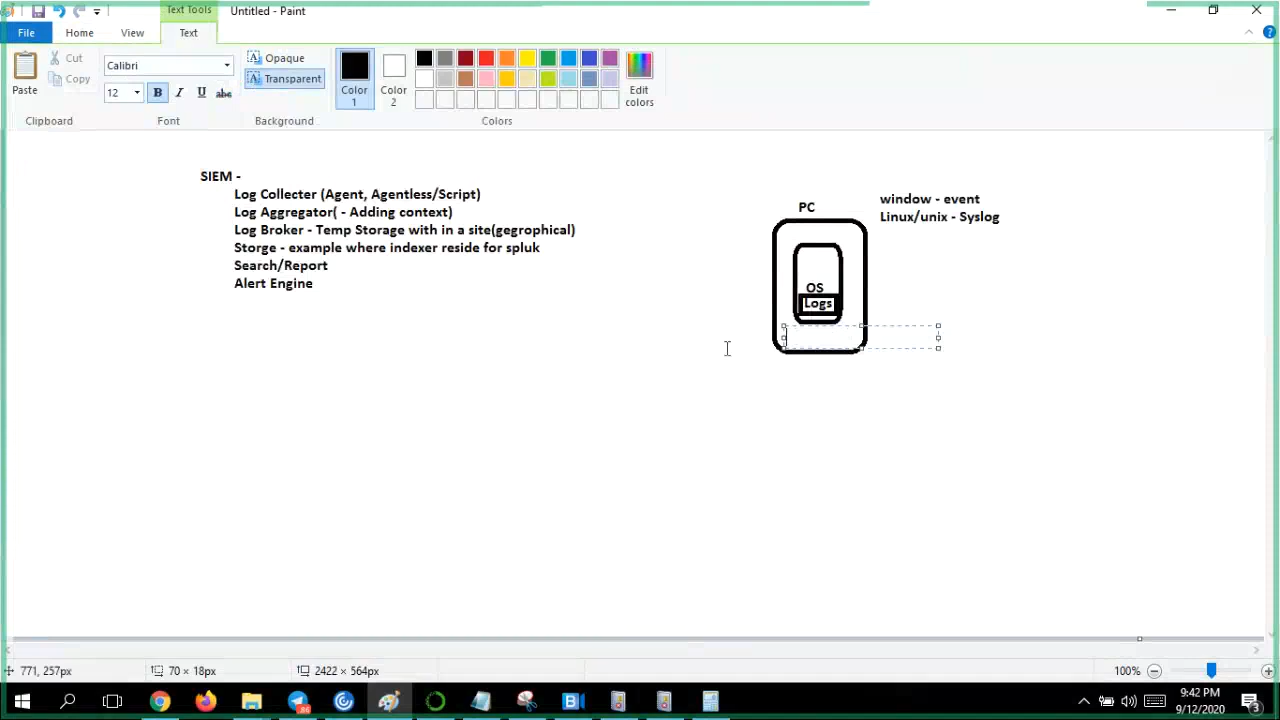 Text Tools
Untitled - Paint
File
Home
View
Text
Paste
Cut
Copy
Clipboard
Calibri
12
B
I
U
abc
Font
Opaque
Transparent
Background
Color
1
Color
2
Edit
colors
Colors
SIEM -
Log Collecter (Agent, Agentless/Script)
Log Aggregator( - Adding context)
Log Broker - Temp Storage with in a site(gegrophical)
Storge - example where indexer reside for spluk
Search/Report
Alert Engine
PC
OS
Logs
window - event
Linux/unix - Syslog
771, 257px
70 × 18px
2422 × 564px
100%
9:42 PM
9/12/2020
3